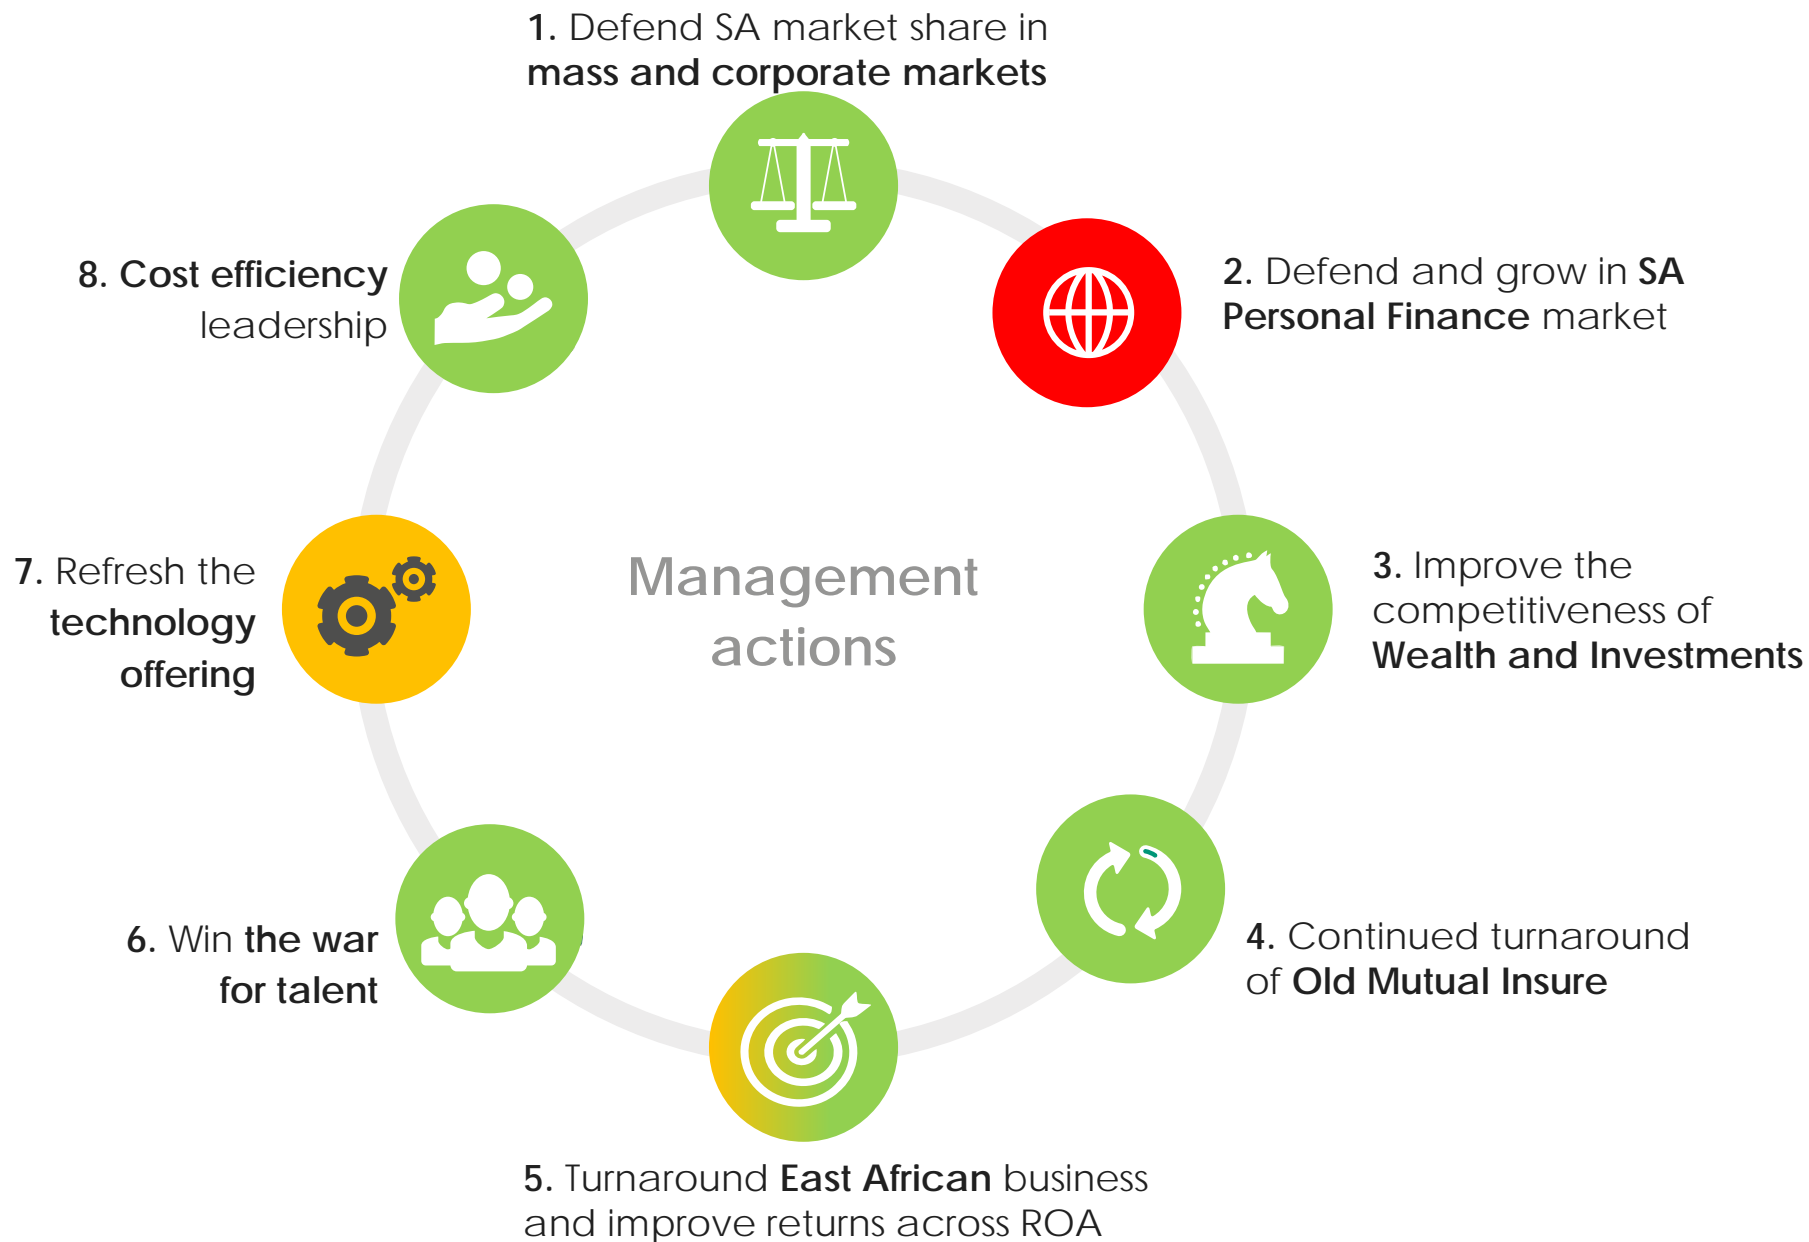 1. Defend SA market share in
mass and corporate markets
2. Defend and grow in SA
Personal Finance market
3. Improve the
competitiveness of
Wealth and Investments
4. Continued turnaround
of Old Mutual Insure
5. Turnaround East African business
and improve returns across ROA
6. Win the war
for talent
7. Refresh the
technology
offering
8. Cost efficiency
leadership
Management
actions